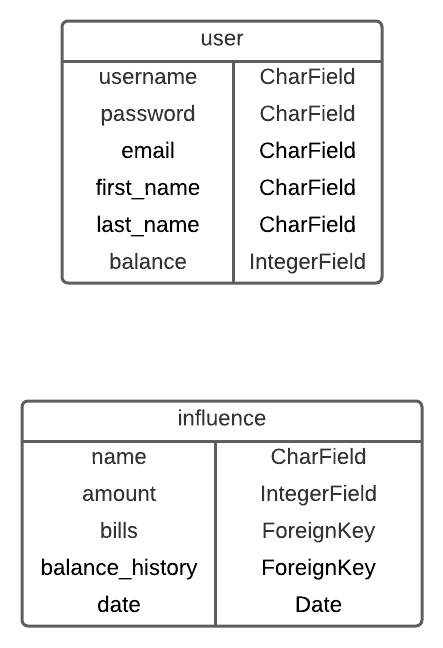 user
username CharField
password CharField
email CharField
first_name CharField
last_name CharField
balance IntegerField
influence
name CharField
amount IntegerField
bills ForeignKey
balance_history ForeignKey
date Date